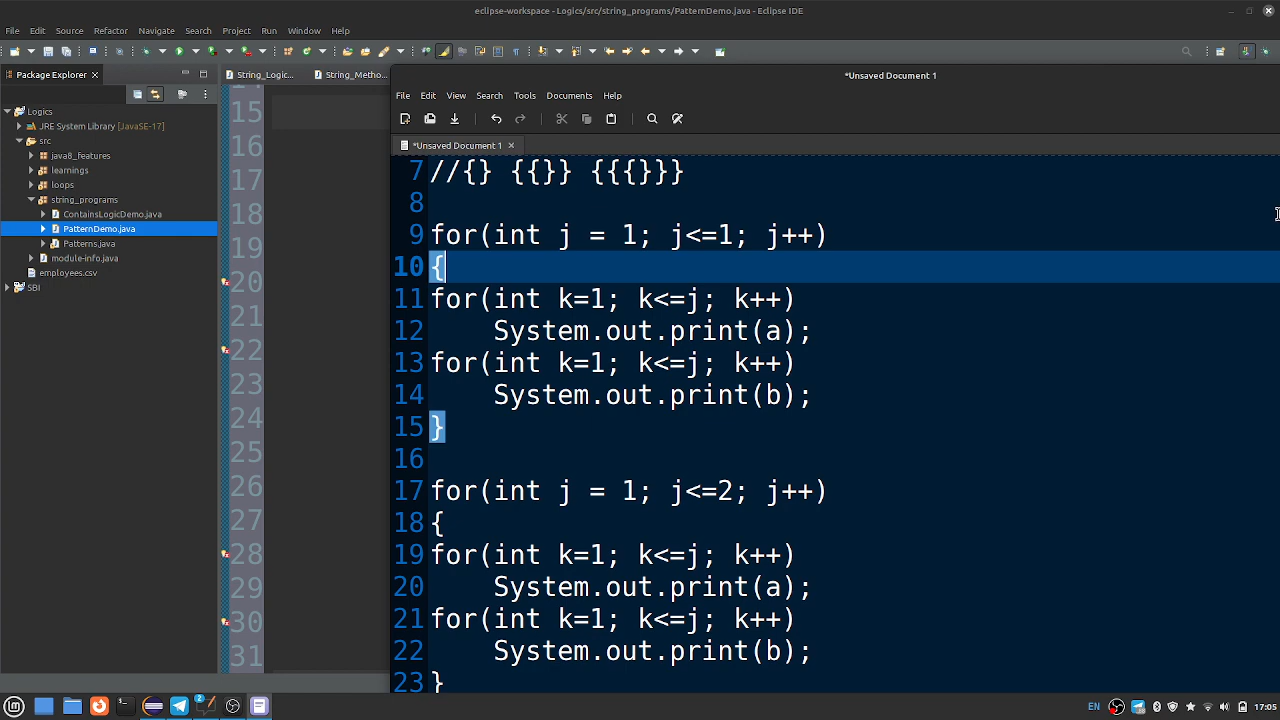 eclipse-workspace - Logics/src/string_programs/PatternDemo.java - Eclipse IDE
File Edit Source Refactor Navigate Search Project Run Window Help
Package Explorer
String_Logic... String_Metho...
Logics
JRE System Library [JavaSE-17]
src
java8_features
learnings
loops
string_programs
ContainsLogicDemo.java
PatternDemo.java
Patterns.java
module-info.java
employees.csv
SBI
14
15
16
17
18
19
20
21
22
23
24
25
26
27
28
29
30
31
*Unsaved Document 1
File Edit View Search Tools Documents Help
*Unsaved Document 1
7 //{} {{}} {{{}}}
8
9 for(int j = 1; j<=1; j++)
10 {
11 for(int k=1; k<=j; k++)
12     System.out.print(a);
13 for(int k=1; k<=j; k++)
14     System.out.print(b);
15 }
16
17 for(int j = 1; j<=2; j++)
18 {
19 for(int k=1; k<=j; k++)
20     System.out.print(a);
21 for(int k=1; k<=j; k++)
22     System.out.print(b);
23 }
2 EN 17:05